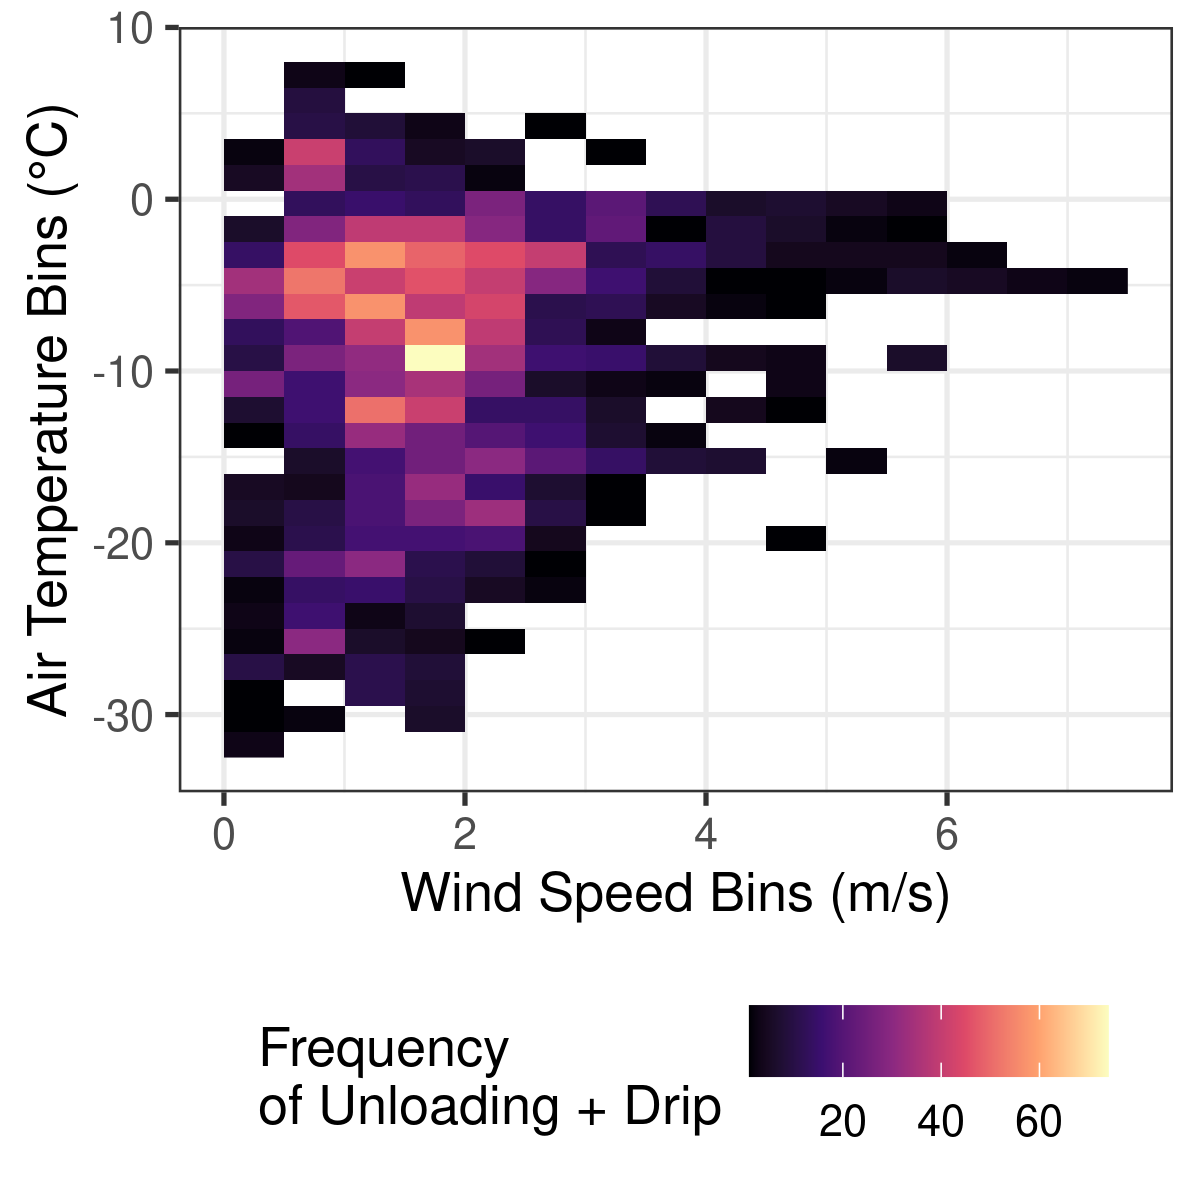 10
0
-10
-20
-30
Air Temperature Bins (°C)
0 2 4 6
Wind Speed Bins (m/s)
Frequency
of Unloading + Drip
20 40 60